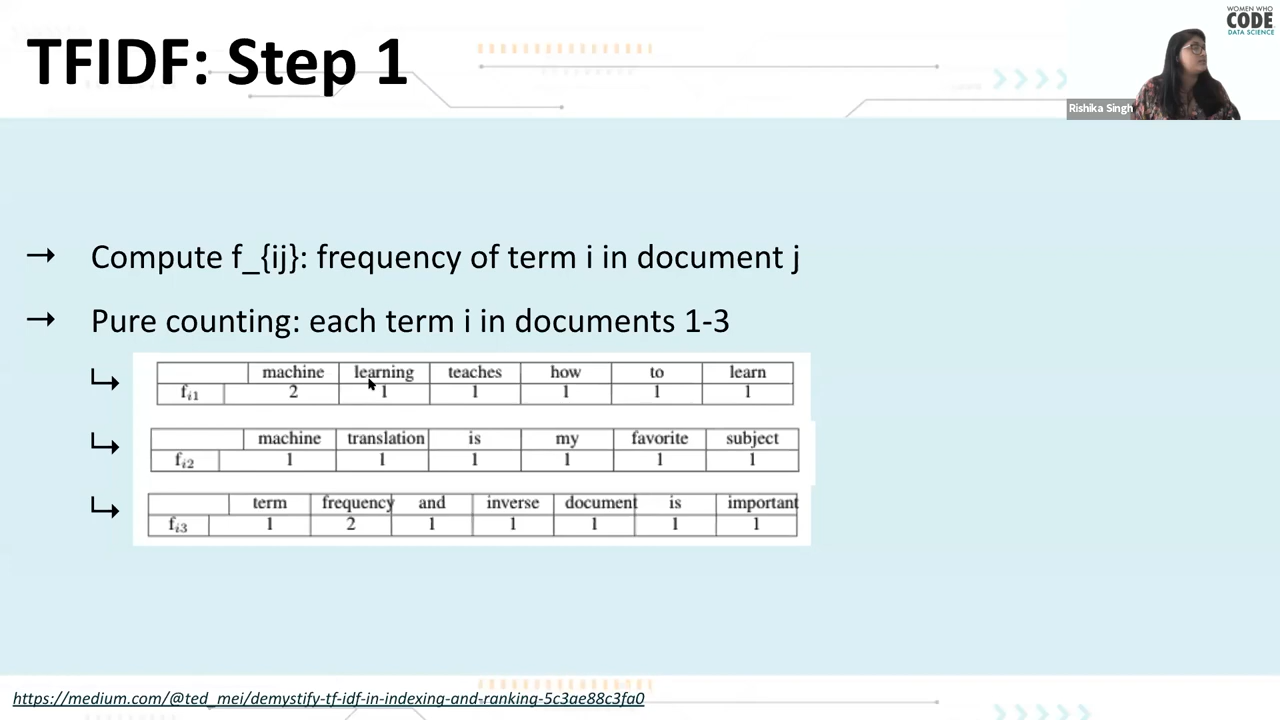 TFIDF: Step 1
WOMEN WHO
CODE
DATA SCIENCE
Rishika Singh
→ Compute f_{ij}: frequency of term i in document j
→ Pure counting: each term i in documents 1-3
machine learning teaches how to learn
fi1 2 1 1 1 1 1
machine translation is my favorite subject
fi2 1 1 1 1 1 1
term frequency and inverse document is important
fi3 1 2 1 1 1 1 1
https://medium.com/@ted_mei/demystify-tf-idf-in-indexing-and-ranking-5c3ae88c3fa0